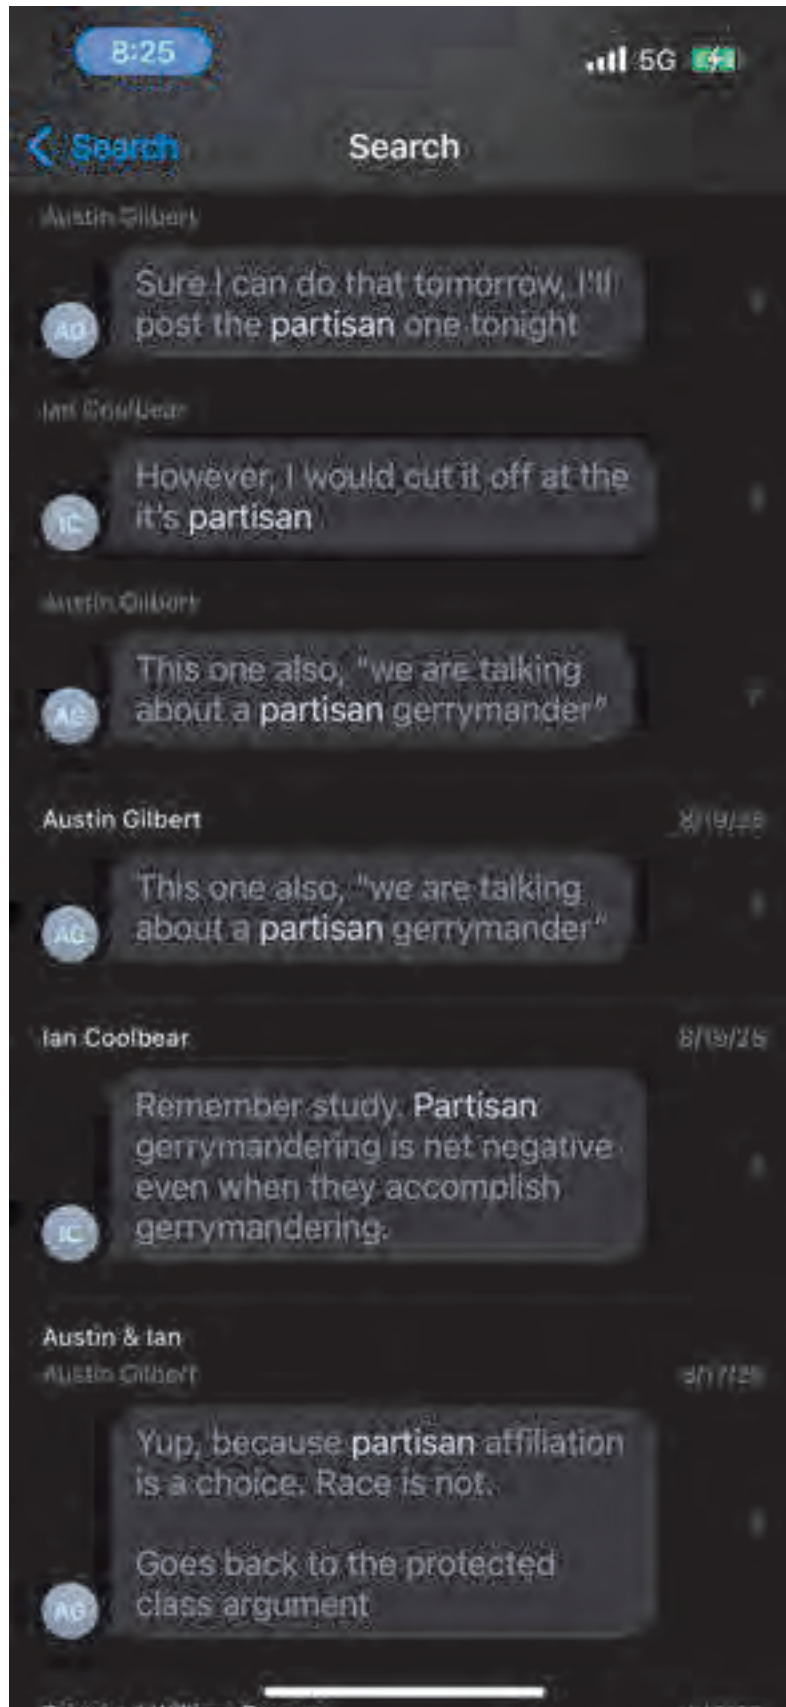 8:25
5G
Search
Search
Austin Gilbert
Sure I can do that tomorrow, I'll
post the partisan one tonight
AG
Ian Coolbear
However, I would cut it off at the
it's partisan
IC
Austin Gilbert
This one also, "we are talking
about a partisan gerrymander"
AG
Austin Gilbert
This one also, "we are talking
about a partisan gerrymander"
AG
Ian Coolbear
Remember study. Partisan
gerrymandering is net negative
even when they accomplish
gerrymandering.
IC
Austin & Ian
Austin Gilbert
Yup, because partisan affiliation
is a choice. Race is not.
Goes back to the protected
class argument
AG